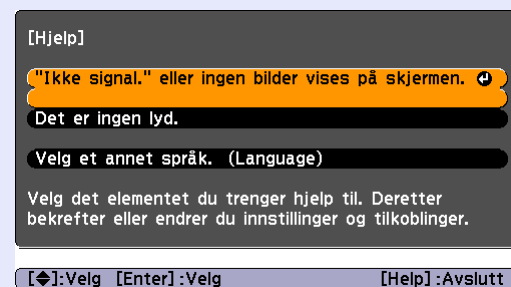 [Hjelp]
"Ikke signal." eller ingen bilder vises på skjermen.
Det er ingen lyd.
Velg et annet språk. (Language)
Velg det elementet du trenger hjelp til. Deretter
bekrefter eller endrer du innstillinger og tilkoblinger.
[◆]:Velg [Enter]:Velg [Help]:Avslutt